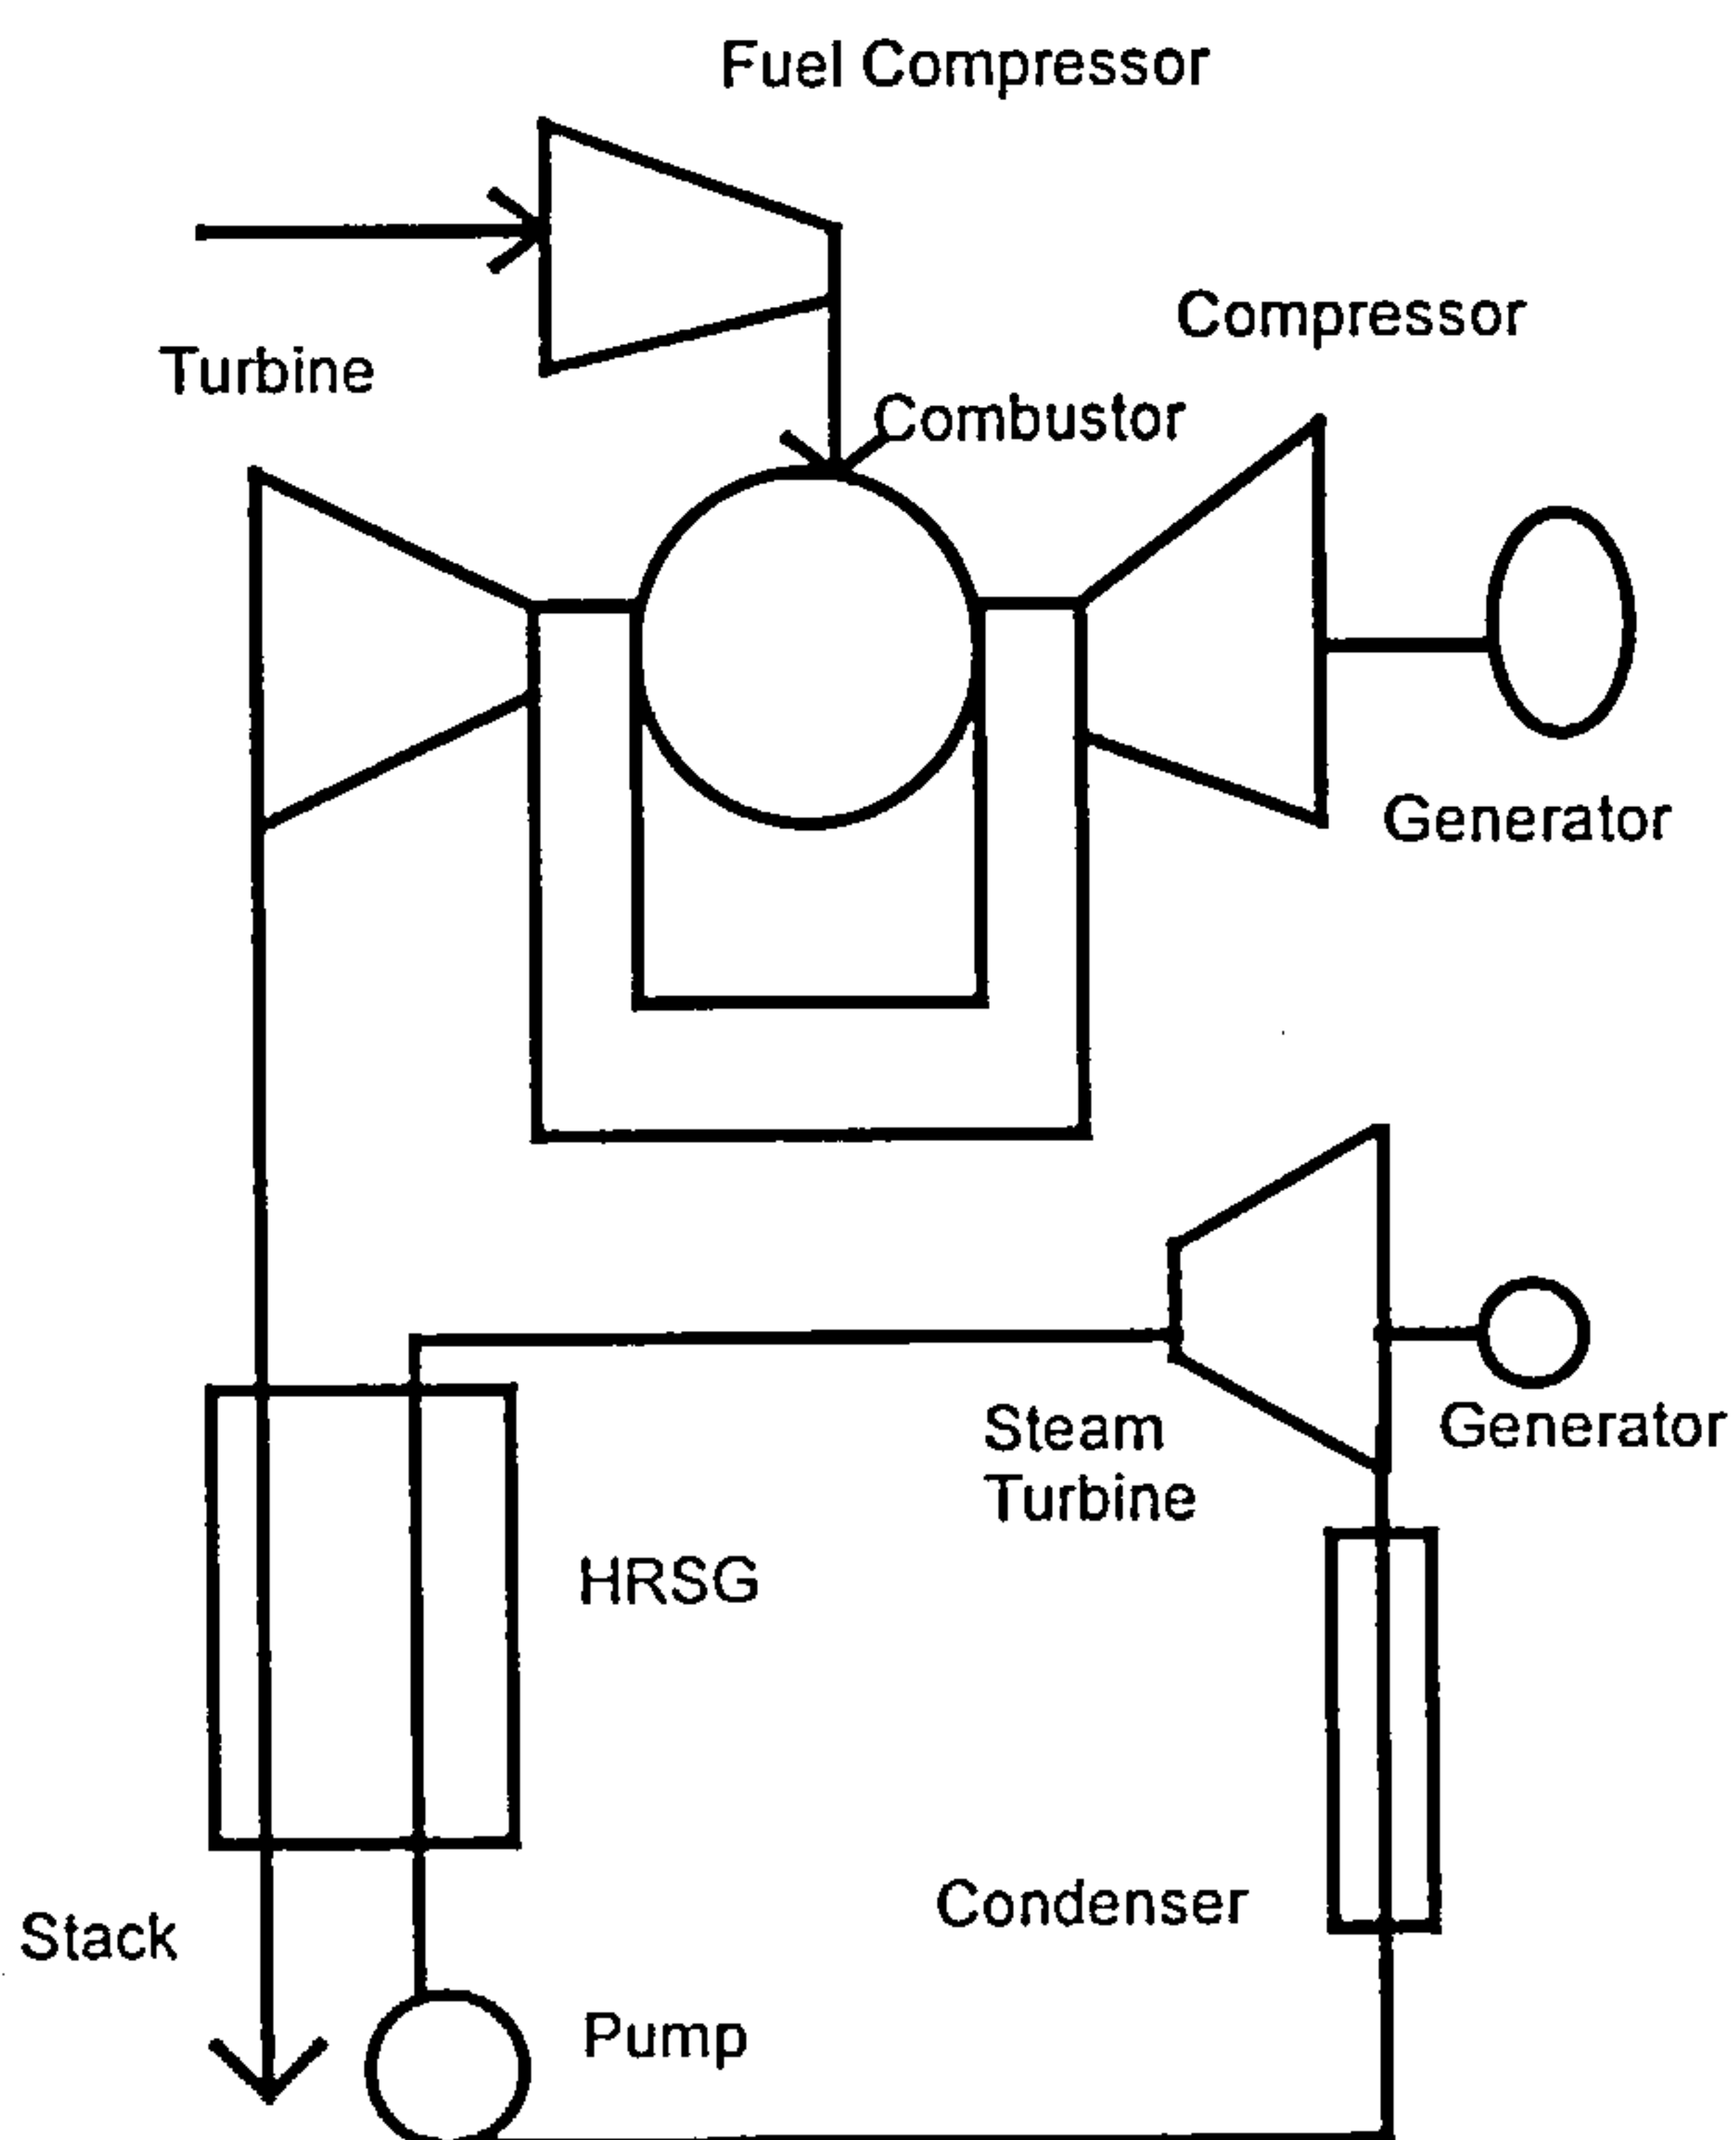 Fuel Compressor
Compressor
Turbine
Combustor
Generator
Steam
Turbine
Generator
HRSG
Condenser
Stack
Pump